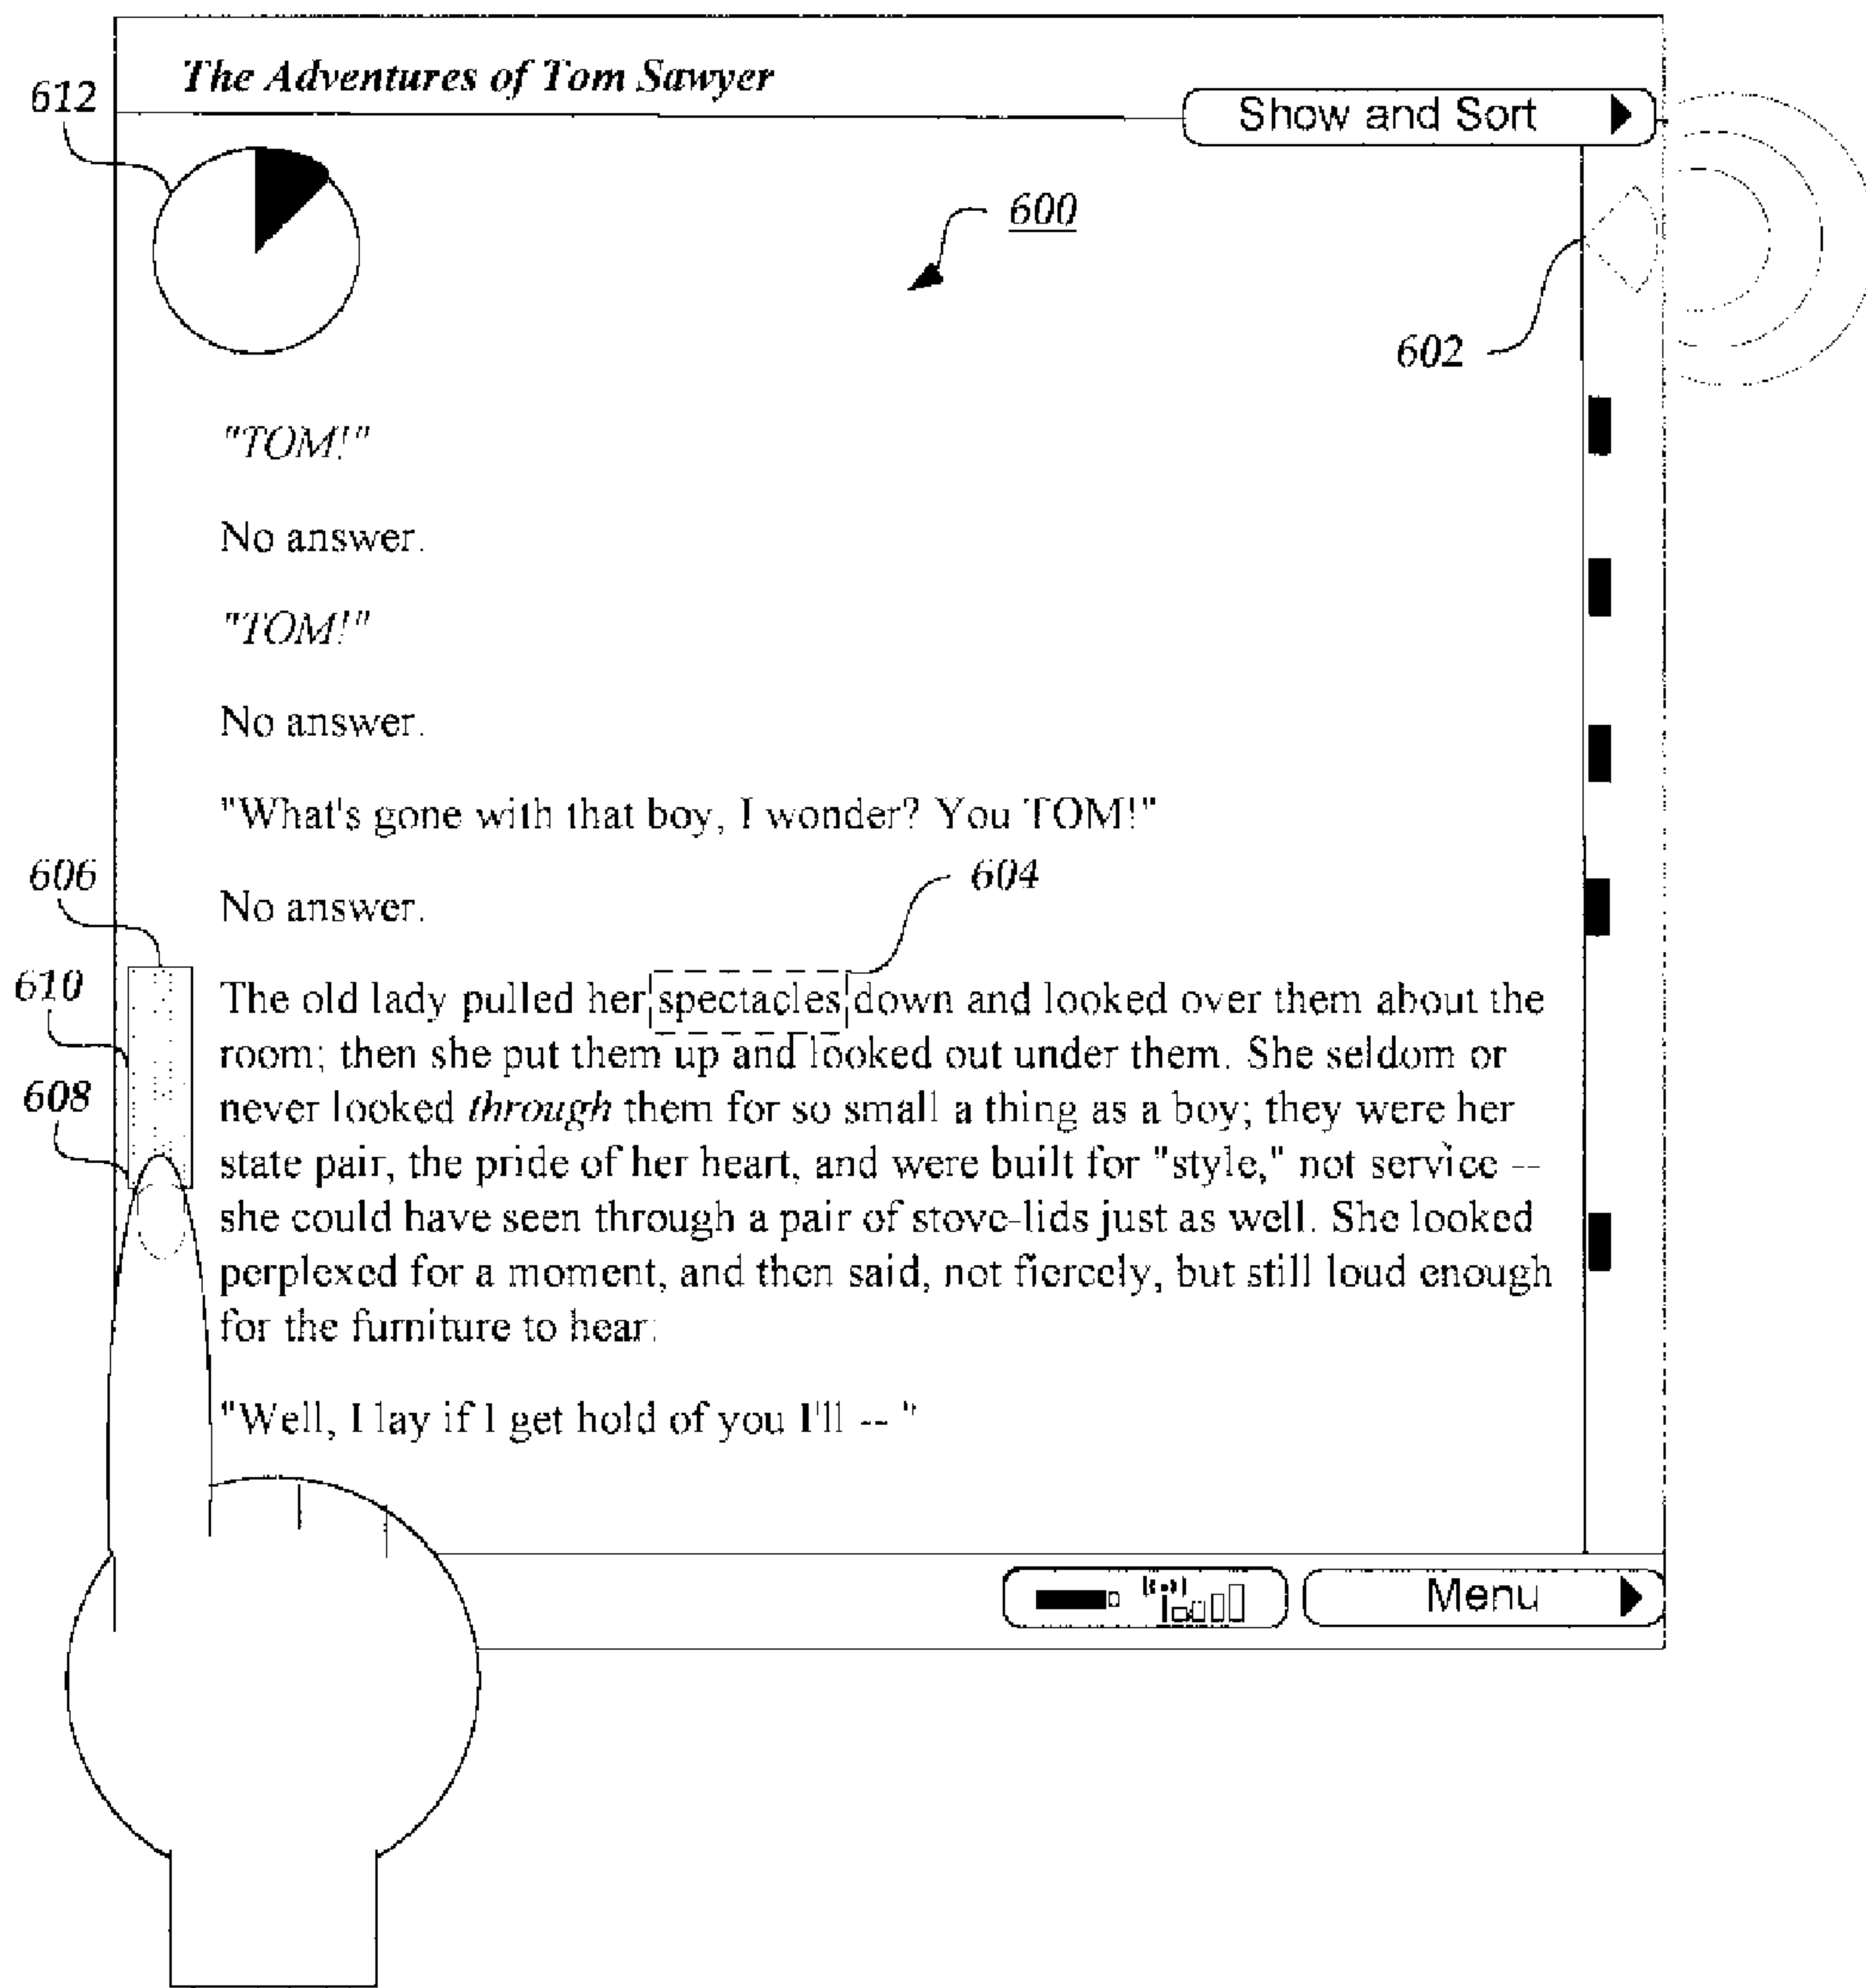 The Adventures of Tom Sawyer
612
Show and Sort
600
602
"TOM!"
No answer.
"TOM!"
No answer.
"What's gone with that boy, I wonder? You TOM!"
606
604
No answer.
610
The old lady pulled her spectacles down and looked over them about the
room; then she put them up and looked out under them. She seldom or
608
never looked through them for so small a thing as a boy; they were her
state pair, the pride of her heart, and were built for "style," not service --
she could have seen through a pair of stove-lids just as well. She looked
perplexed for a moment, and then said, not fiercely, but still loud enough
for the furniture to hear:
"Well, I lay if I get hold of you I'll -- "
Menu